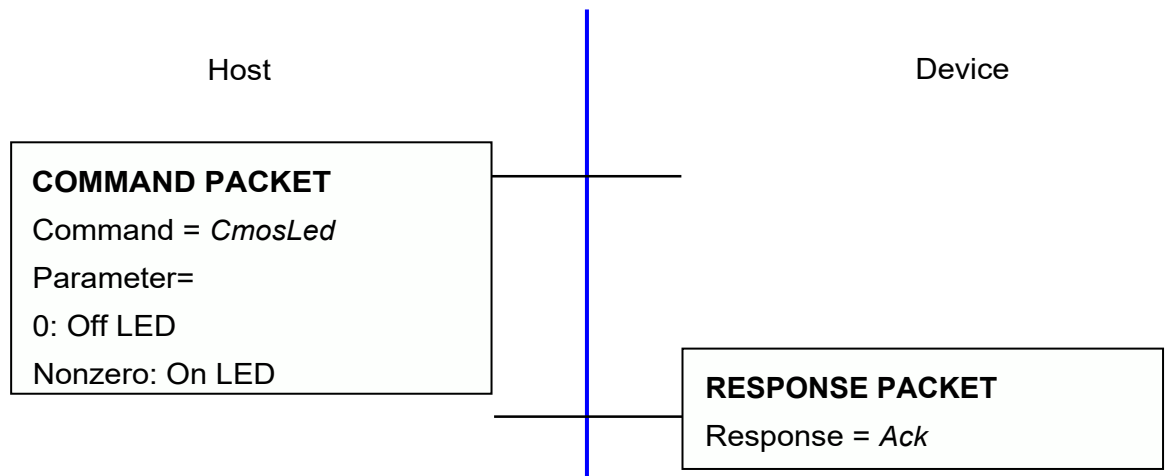 Host
Device
COMMAND PACKET
Command = CmosLed
Parameter=
0: Off LED
Nonzero: On LED
RESPONSE PACKET
Response = Ack